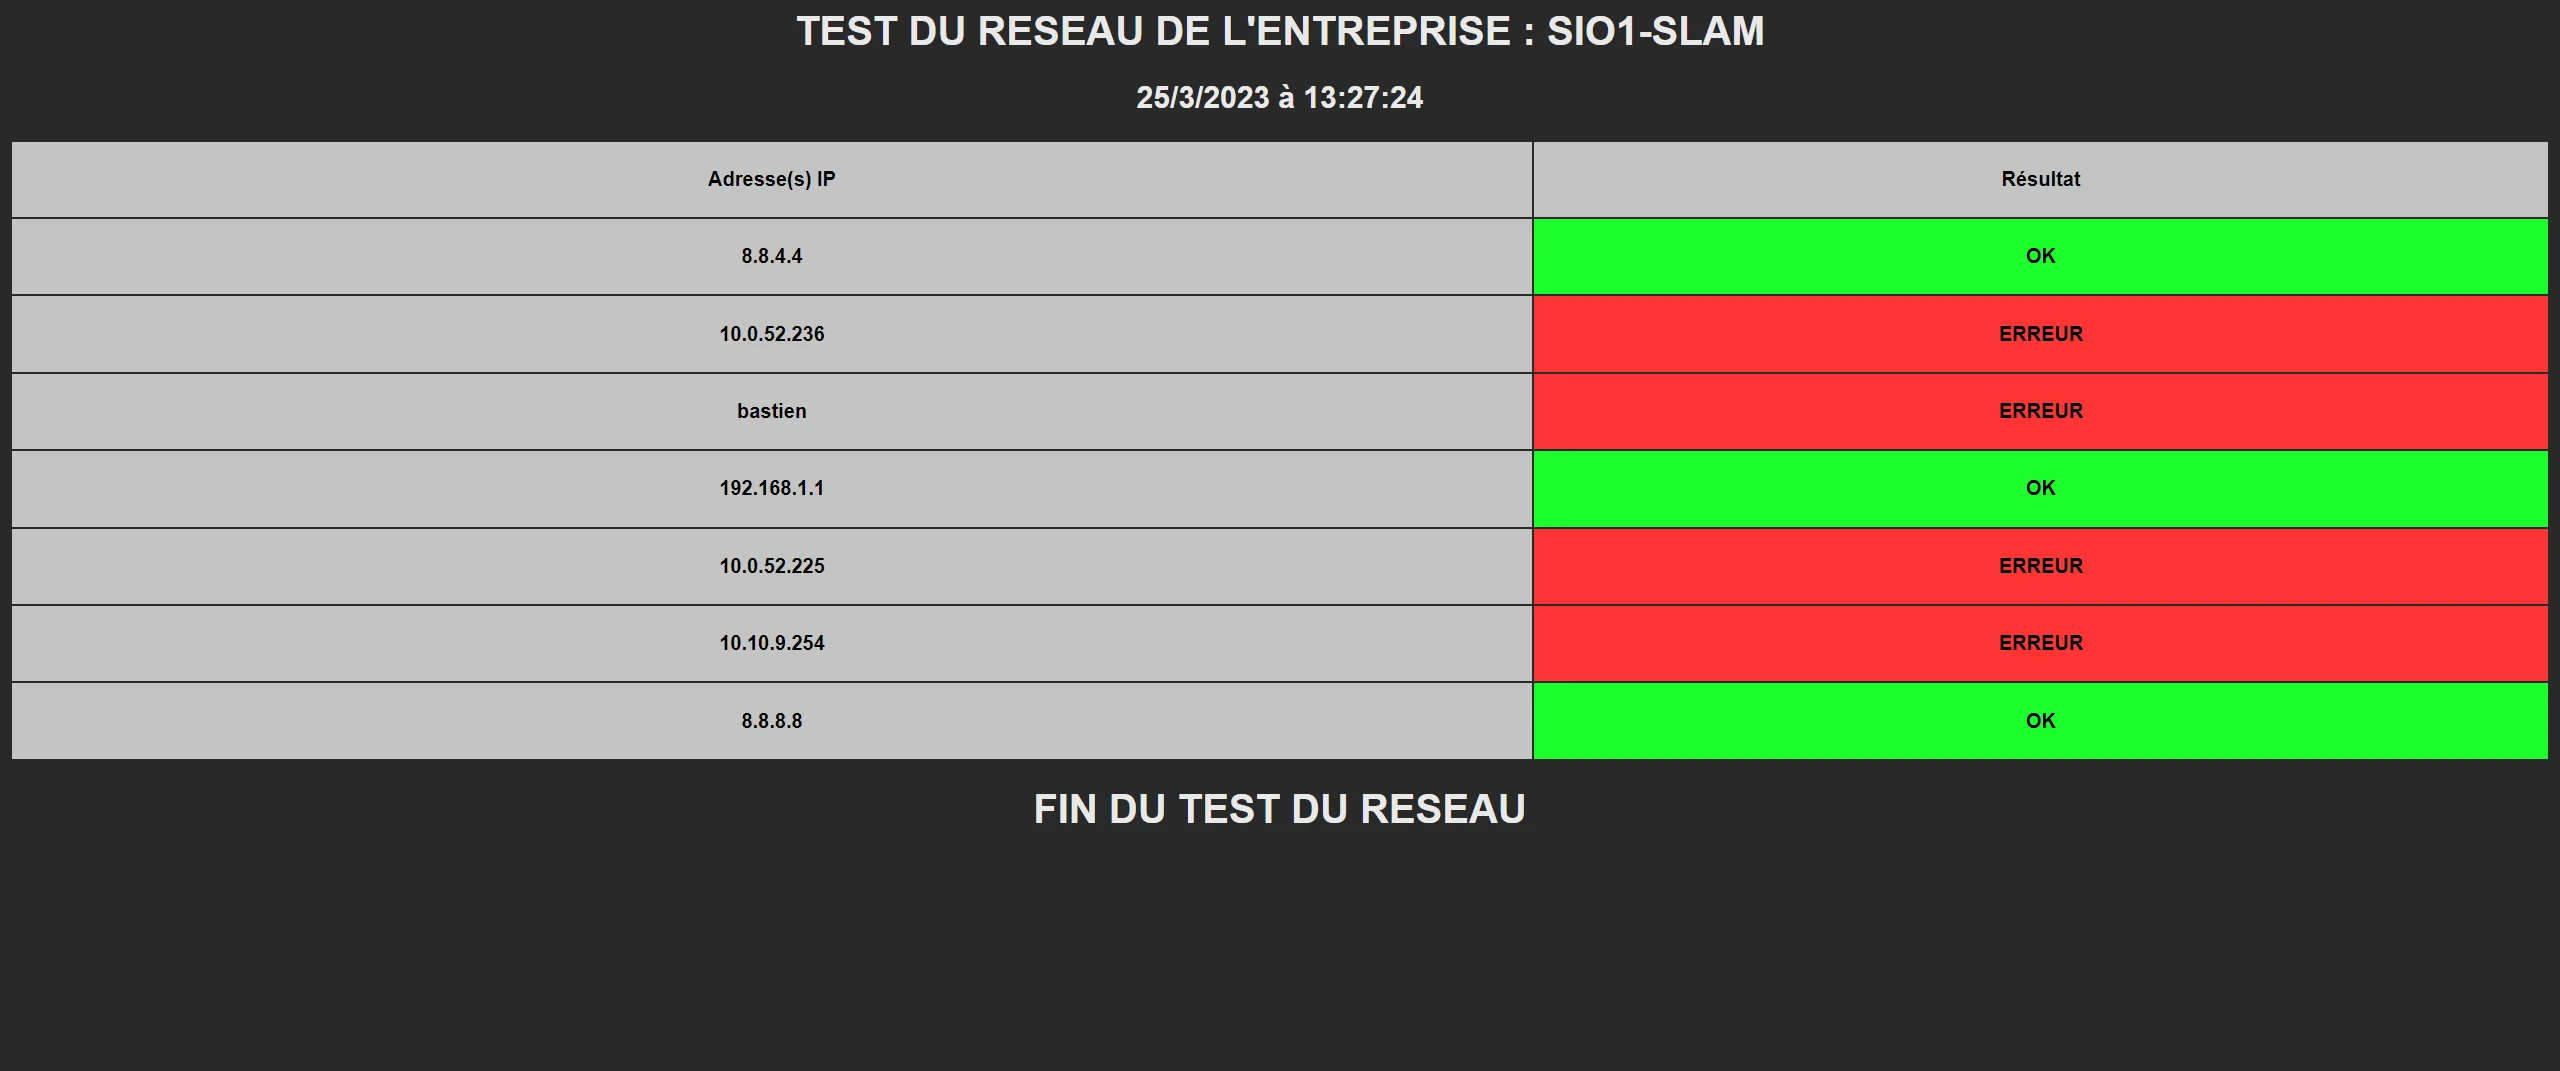 TEST DU RESEAU DE L'ENTREPRISE : SIO1-SLAM
25/3/2023 à 13:27:24
Adresse(s) IP Résultat
8.8.4.4 OK
10.0.52.236 ERREUR
bastien ERREUR
192.168.1.1 OK
10.0.52.225 ERREUR
10.10.9.254 ERREUR
8.8.8.8 OK
FIN DU TEST DU RESEAU